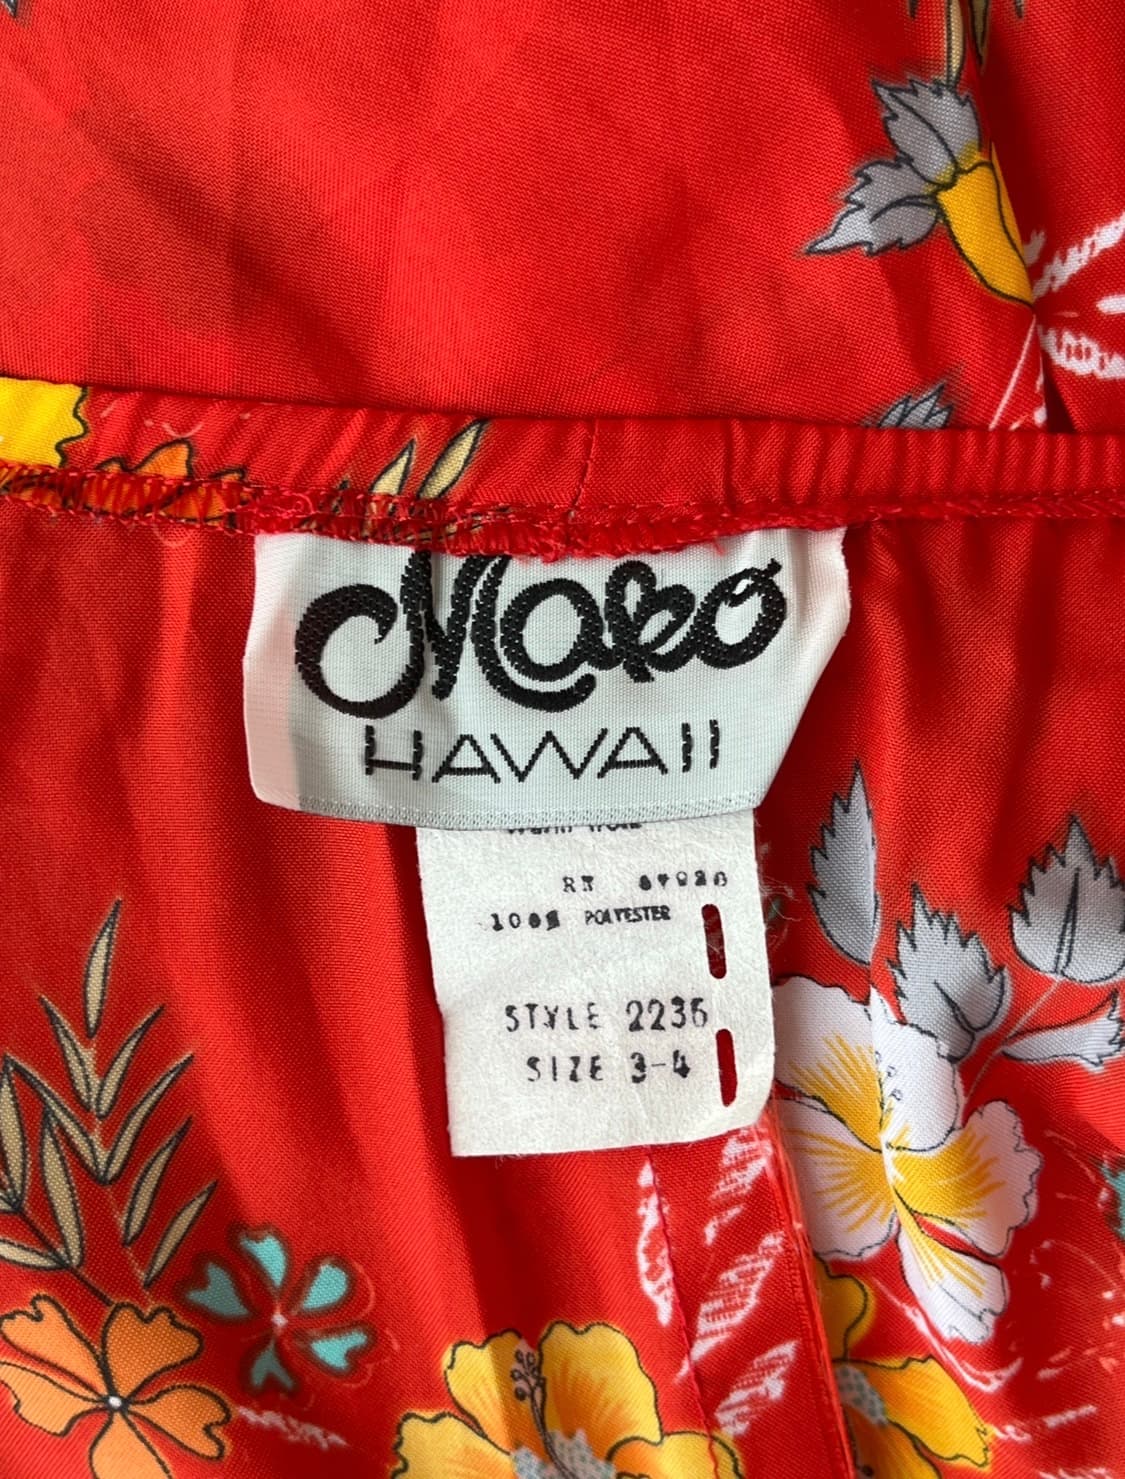 Mako
HAWAII
RN
100% POLYESTER
STYLE 2236
SIZE 3-4